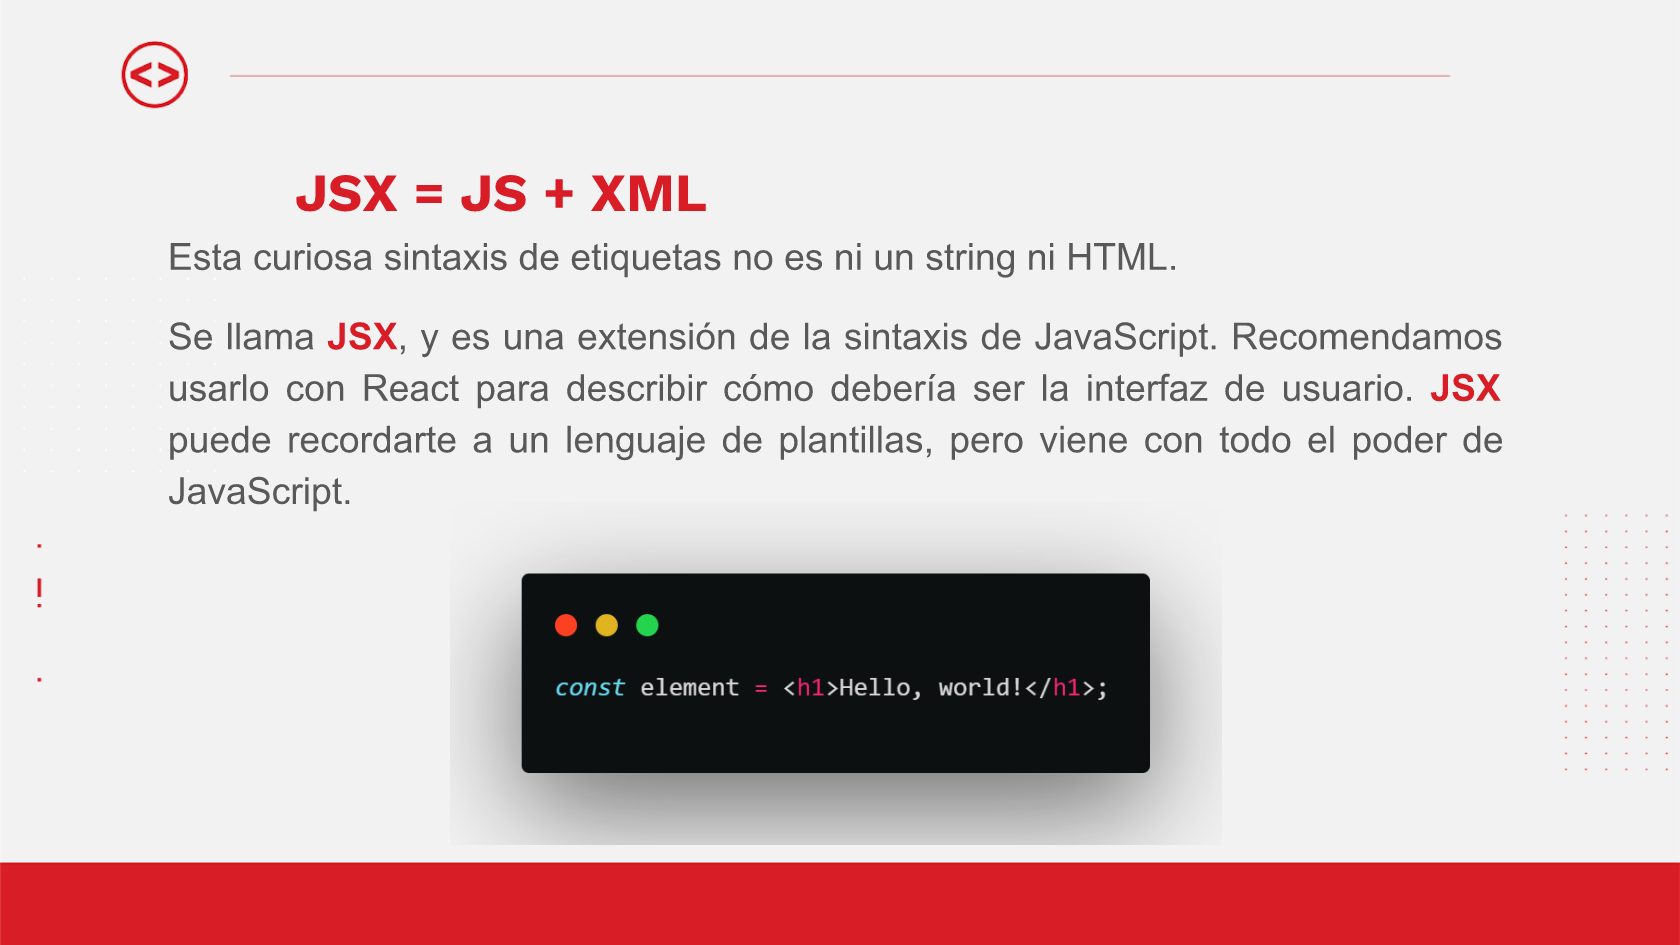 <>
JSX = JS + XML
Esta curiosa sintaxis de etiquetas no es ni un string ni HTML.
Se llama JSX, y es una extensión de la sintaxis de JavaScript. Recomendamos
usarlo con React para describir cómo debería ser la interfaz de usuario. JSX
puede recordarte a un lenguaje de plantillas, pero viene con todo el poder de
JavaScript.
const element = <h1>Hello, world!</h1>;